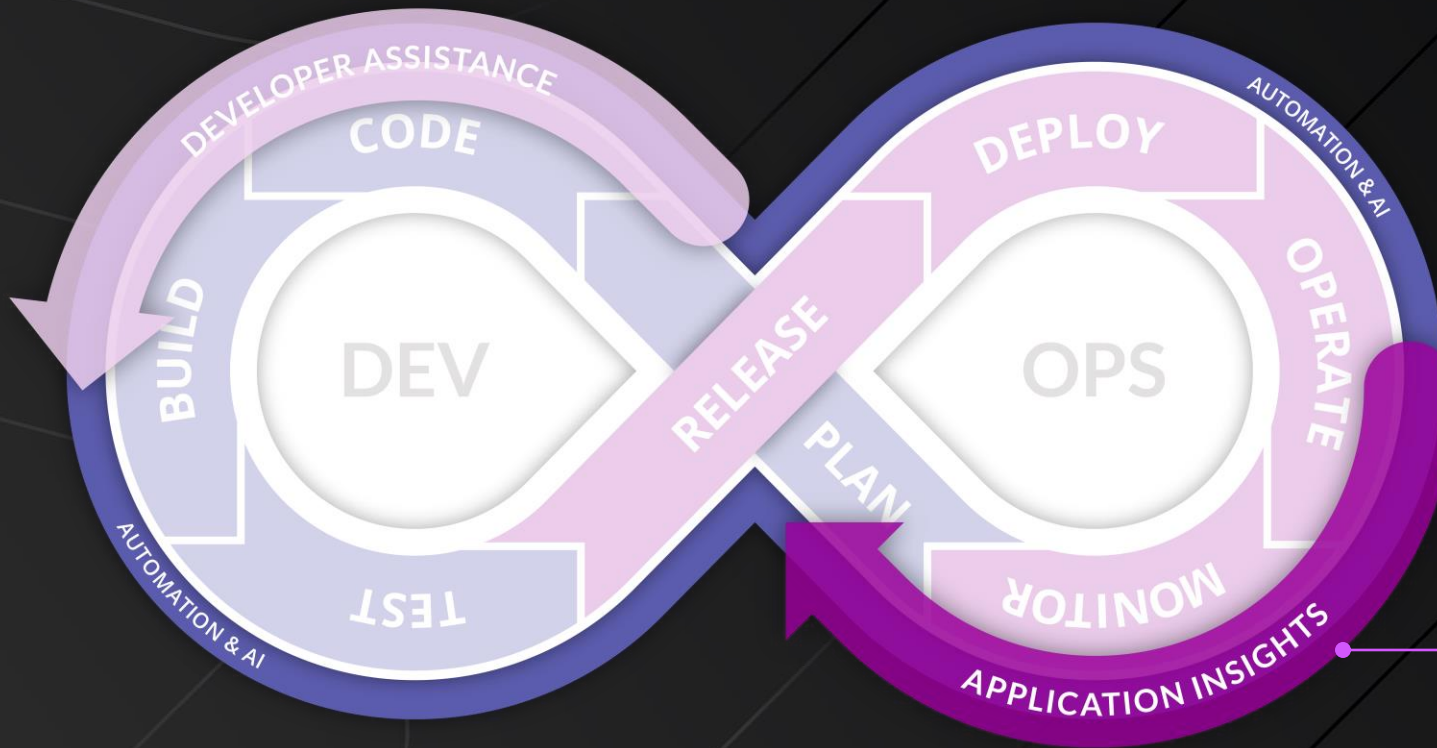 DEVELOPER ASSISTANCE
CODE
BUILD
DEV
TEST
AUTOMATION & AI
RELEASE
PLAN
DEPLOY
AUTOMATION & AI
OPERATE
OPS
MONITOR
APPLICATION INSIGHTS